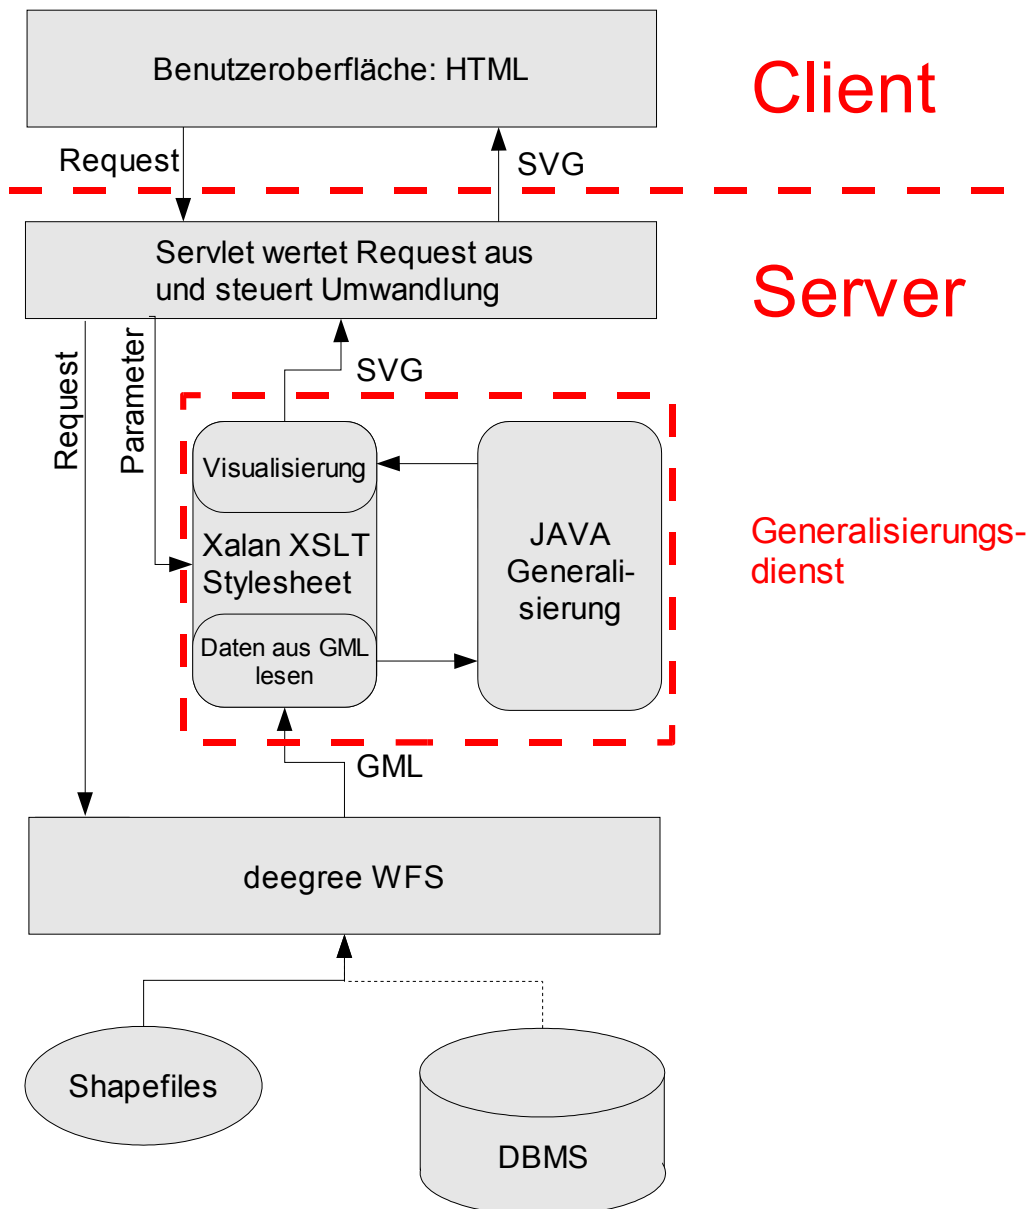 Benutzeroberfläche: HTML
Client
Request
SVG
Servlet wertet Request aus
und steuert Umwandlung
Server
Request
Parameter
SVG
Visualisierung
Xalan XSLT
Stylesheet
Daten aus GML
lesen
JAVA
Generali-
sierung
Generalisierungs-
dienst
GML
deegree WFS
Shapefiles
DBMS